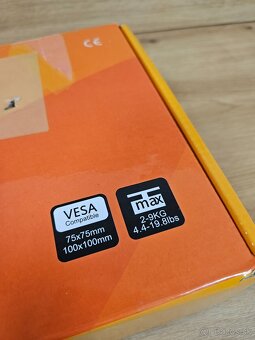 CE
VESA
Compatible
75x75mm
100x100mm
max
2-9KG
4.4-19.8lbs